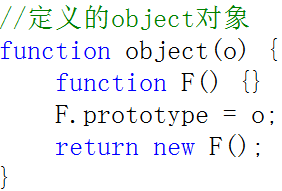 //定义的object对象
function object(o) {
    function F() {}
    F.prototype = o;
    return new F();
}